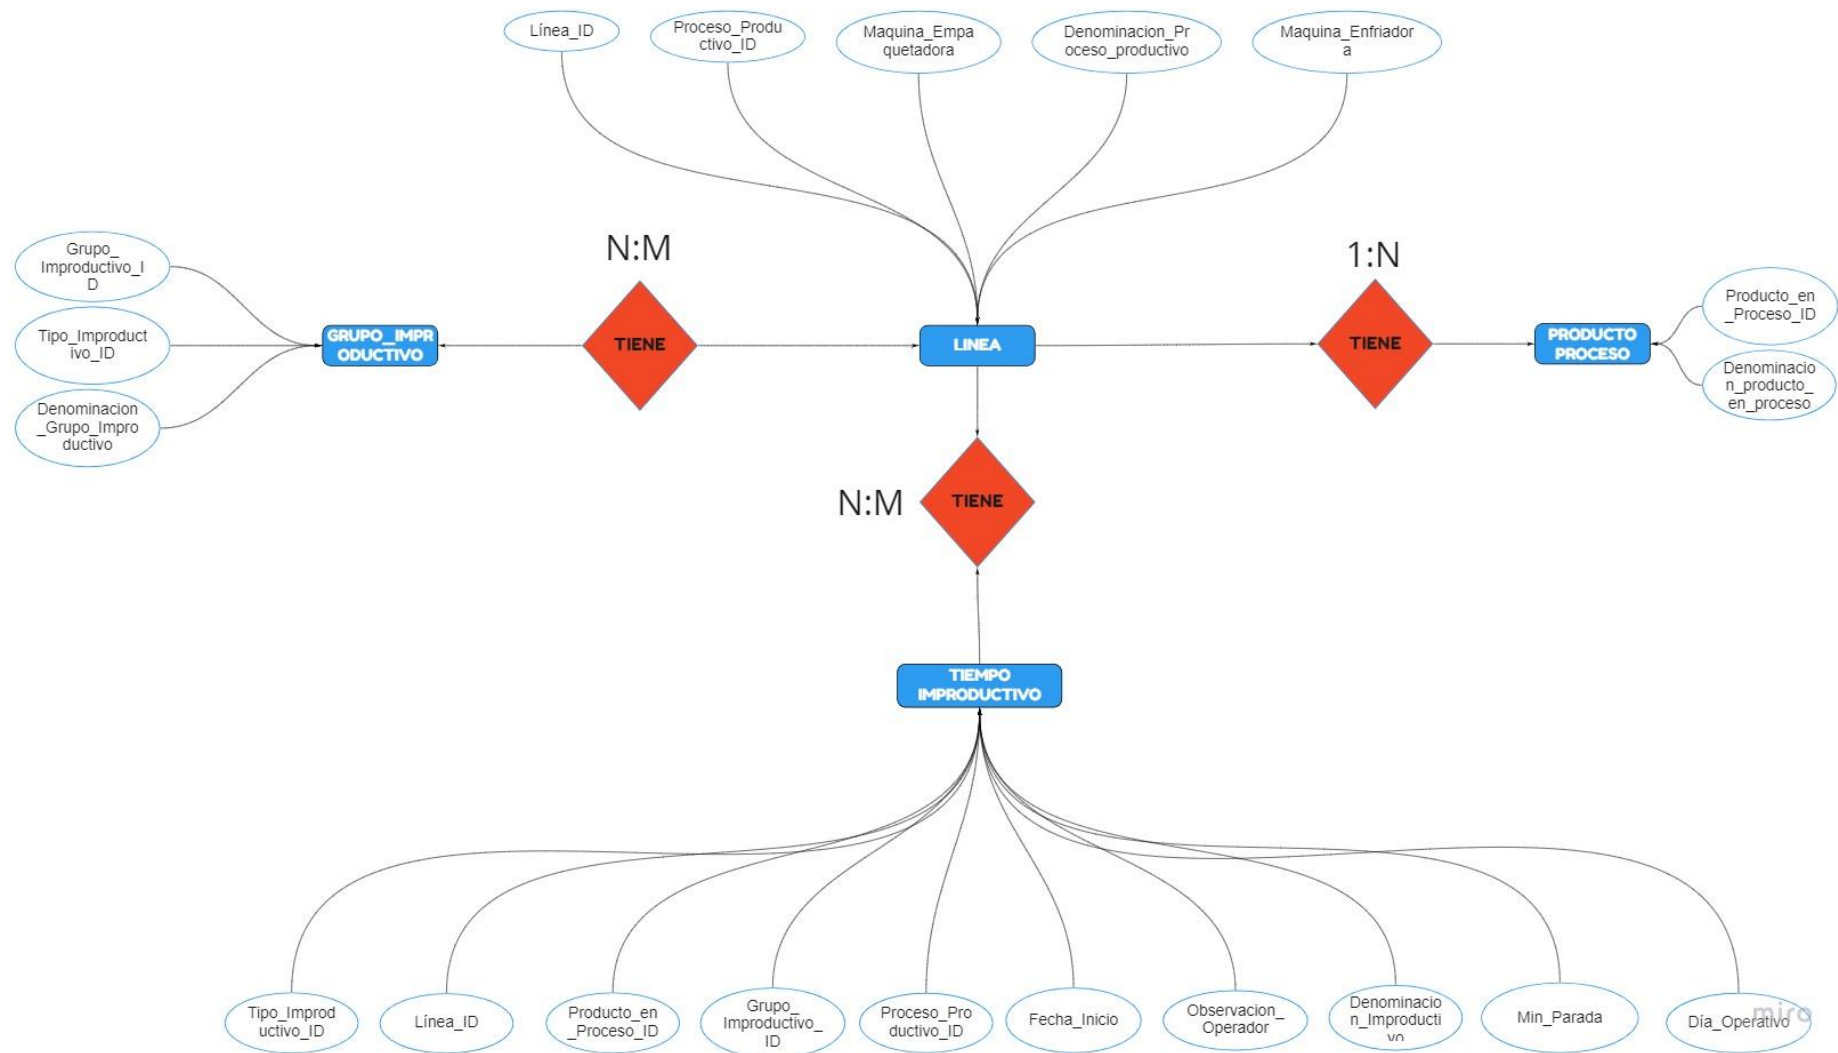 Línea_ID
Proceso_Produ
ctivo_ID
Maquina_Empa
quetadora
Denominacion_Pr
oceso_productivo
Maquina_Enfriador
a
Grupo_
Improductivo_I
D
Tipo_Improduct
ivo_ID
Denominacion
_Grupo_Impro
ductivo
GRUPO_IMPR
ODUCTIVO
N:M
TIENE
LINEA
1:N
TIENE
PRODUCTO
PROCESO
Producto_en
_Proceso_ID
Denominacio
n_producto_
en_proceso
N:M
TIENE
TIEMPO
IMPRODUCTIVO
Tipo_Improd
uctivo_ID
Línea_ID
Producto_en
_Proceso_ID
Grupo_
Improductivo_
ID
Proceso_Pro
ductivo_ID
Fecha_Inicio
Observacion_
Operador
Denominacio
n_Improducti
vo
Min_Parada
Día_Operativo
miro